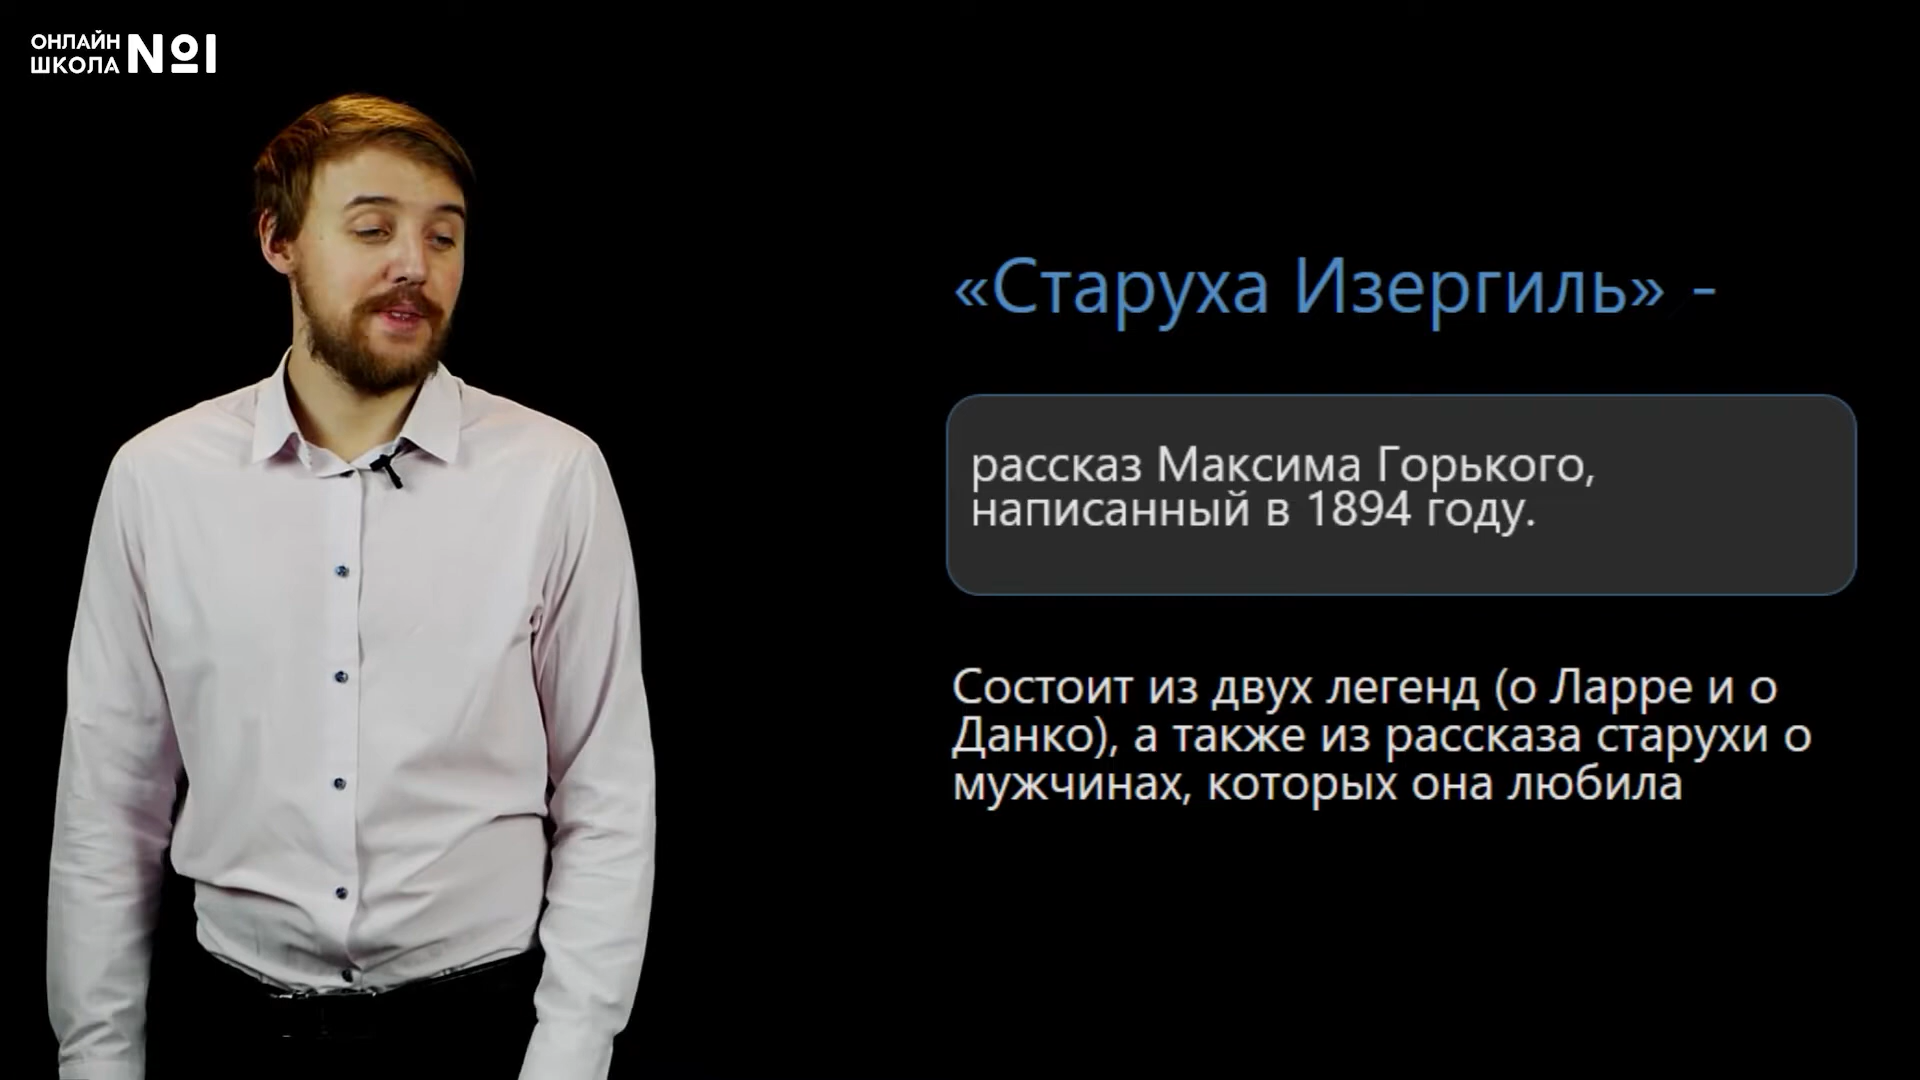 ОНЛАЙН
ШКОЛА №1
«Старуха Изергиль» -
рассказ Максима Горького,
написанный в 1894 году.
Состоит из двух легенд (о Ларре и о
Данко), а также из рассказа старухи о
мужчинах, которых она любила